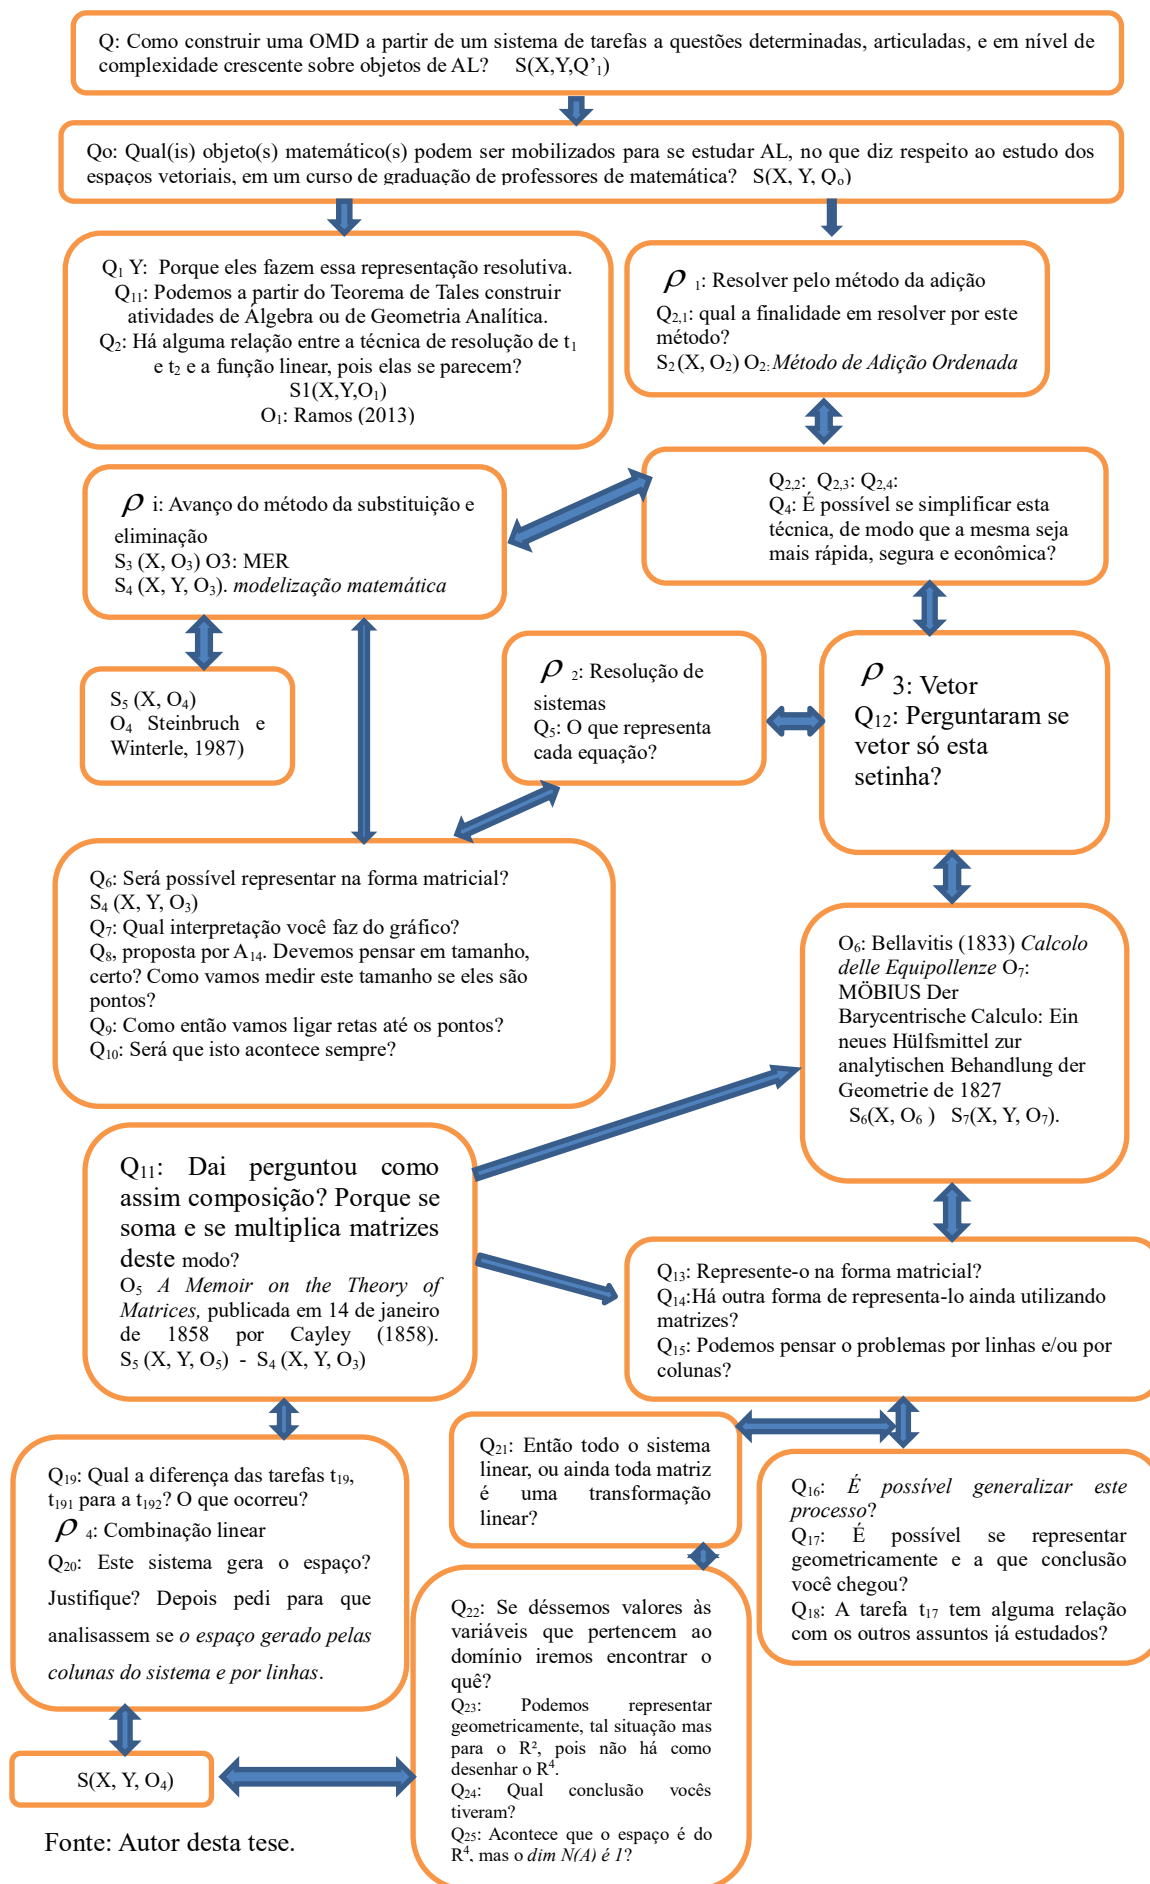 Q: Como construir uma OMD a partir de um sistema de tarefas a questões determinadas, articuladas, e em nível de
complexidade crescente sobre objetos de AL? S(X,Y,Q’₁)
Qo: Qual(is) objeto(s) matemático(s) podem ser mobilizados para se estudar AL, no que diz respeito ao estudo dos
espaços vetoriais, em um curso de graduação de professores de matemática? S(X, Y, Qₒ)
Q₁ Y: Porque eles fazem essa representação resolutiva.
Q₁₁: Podemos a partir do Teorema de Tales construir
atividades de Álgebra ou de Geometria Analítica.
Q₂: Há alguma relação entre a técnica de resolução de t₁
e t₂ e a função linear, pois elas se parecem?
S1(X,Y,O₁)
O₁: Ramos (2013)
ρ ₁: Resolver pelo método da adição
Q₂,₁: qual a finalidade em resolver por este
método?
S₂ (X, O₂) O₂: Método de Adição Ordenada
ρ i: Avanço do método da substituição e
eliminação
S₃ (X, O₃) O3: MER
S₄ (X, Y, O₃). modelização matemática
Q₂,₂: Q₂,₃: Q₂,₄:
Q₄: É possível se simplificar esta
técnica, de modo que a mesma seja
mais rápida, segura e econômica?
S₅ (X, O₄)
O₄ Steinbruch e
Winterle, 1987)
ρ ₂: Resolução de
sistemas
Q₅: O que representa
cada equação?
ρ 3: Vetor
Q₁₂: Perguntaram se
vetor só esta
setinha?
Q₆: Será possível representar na forma matricial?
S₄ (X, Y, O₃)
Q₇: Qual interpretação você faz do gráfico?
Q₈, proposta por A₁₄. Devemos pensar em tamanho,
certo? Como vamos medir este tamanho se eles são
pontos?
Q₉: Como então vamos ligar retas até os pontos?
Q₁₀: Será que isto acontece sempre?
O₆: Bellavitis (1833) Calcolo
delle Equipollenze O₇:
MÖBIUS Der
Barycentrische Calculo: Ein
neues Hülfsmittel zur
analytischen Behandlung der
Geometrie de 1827
S₆(X, O₆ ) S₇(X, Y, O₇).
Q₁₁: Dai perguntou como
assim composição? Porque se
soma e se multiplica matrizes
deste modo?
O₅ A Memoir on the Theory of
Matrices, publicada em 14 de janeiro
de 1858 por Cayley (1858).
S₅ (X, Y, O₅) - S₄ (X, Y, O₃)
Q₁₃: Represente-o na forma matricial?
Q₁₄:Há outra forma de representa-lo ainda utilizando
matrizes?
Q₁₅: Podemos pensar o problemas por linhas e/ou por
colunas?
Q₁₉: Qual a diferença das tarefas t₁₉,
t₁₉₁ para a t₁₉₂? O que ocorreu?
ρ ₄: Combinação linear
Q₂₀: Este sistema gera o espaço?
Justifique? Depois pedi para que
analisassem se o espaço gerado pelas
colunas do sistema e por linhas.
Q₂₁: Então todo o sistema
linear, ou ainda toda matriz
é uma transformação
linear?
Q₁₆: É possível generalizar este
processo?
Q₁₇: É possível se representar
geometricamente e a que conclusão
você chegou?
Q₁₈: A tarefa t₁₇ tem alguma relação
com os outros assuntos já estudados?
Q₂₂: Se déssemos valores às
variáveis que pertencem ao
domínio iremos encontrar o
quê?
Q₂₃: Podemos representar
geometricamente, tal situação mas
para o R², pois não há como
desenhar o R⁴.
Q₂₄: Qual conclusão vocês
tiveram?
Q₂₅: Acontece que o espaço é do
R⁴, mas o dim N(A) é 1?
S(X, Y, O₄)
Fonte: Autor desta tese.